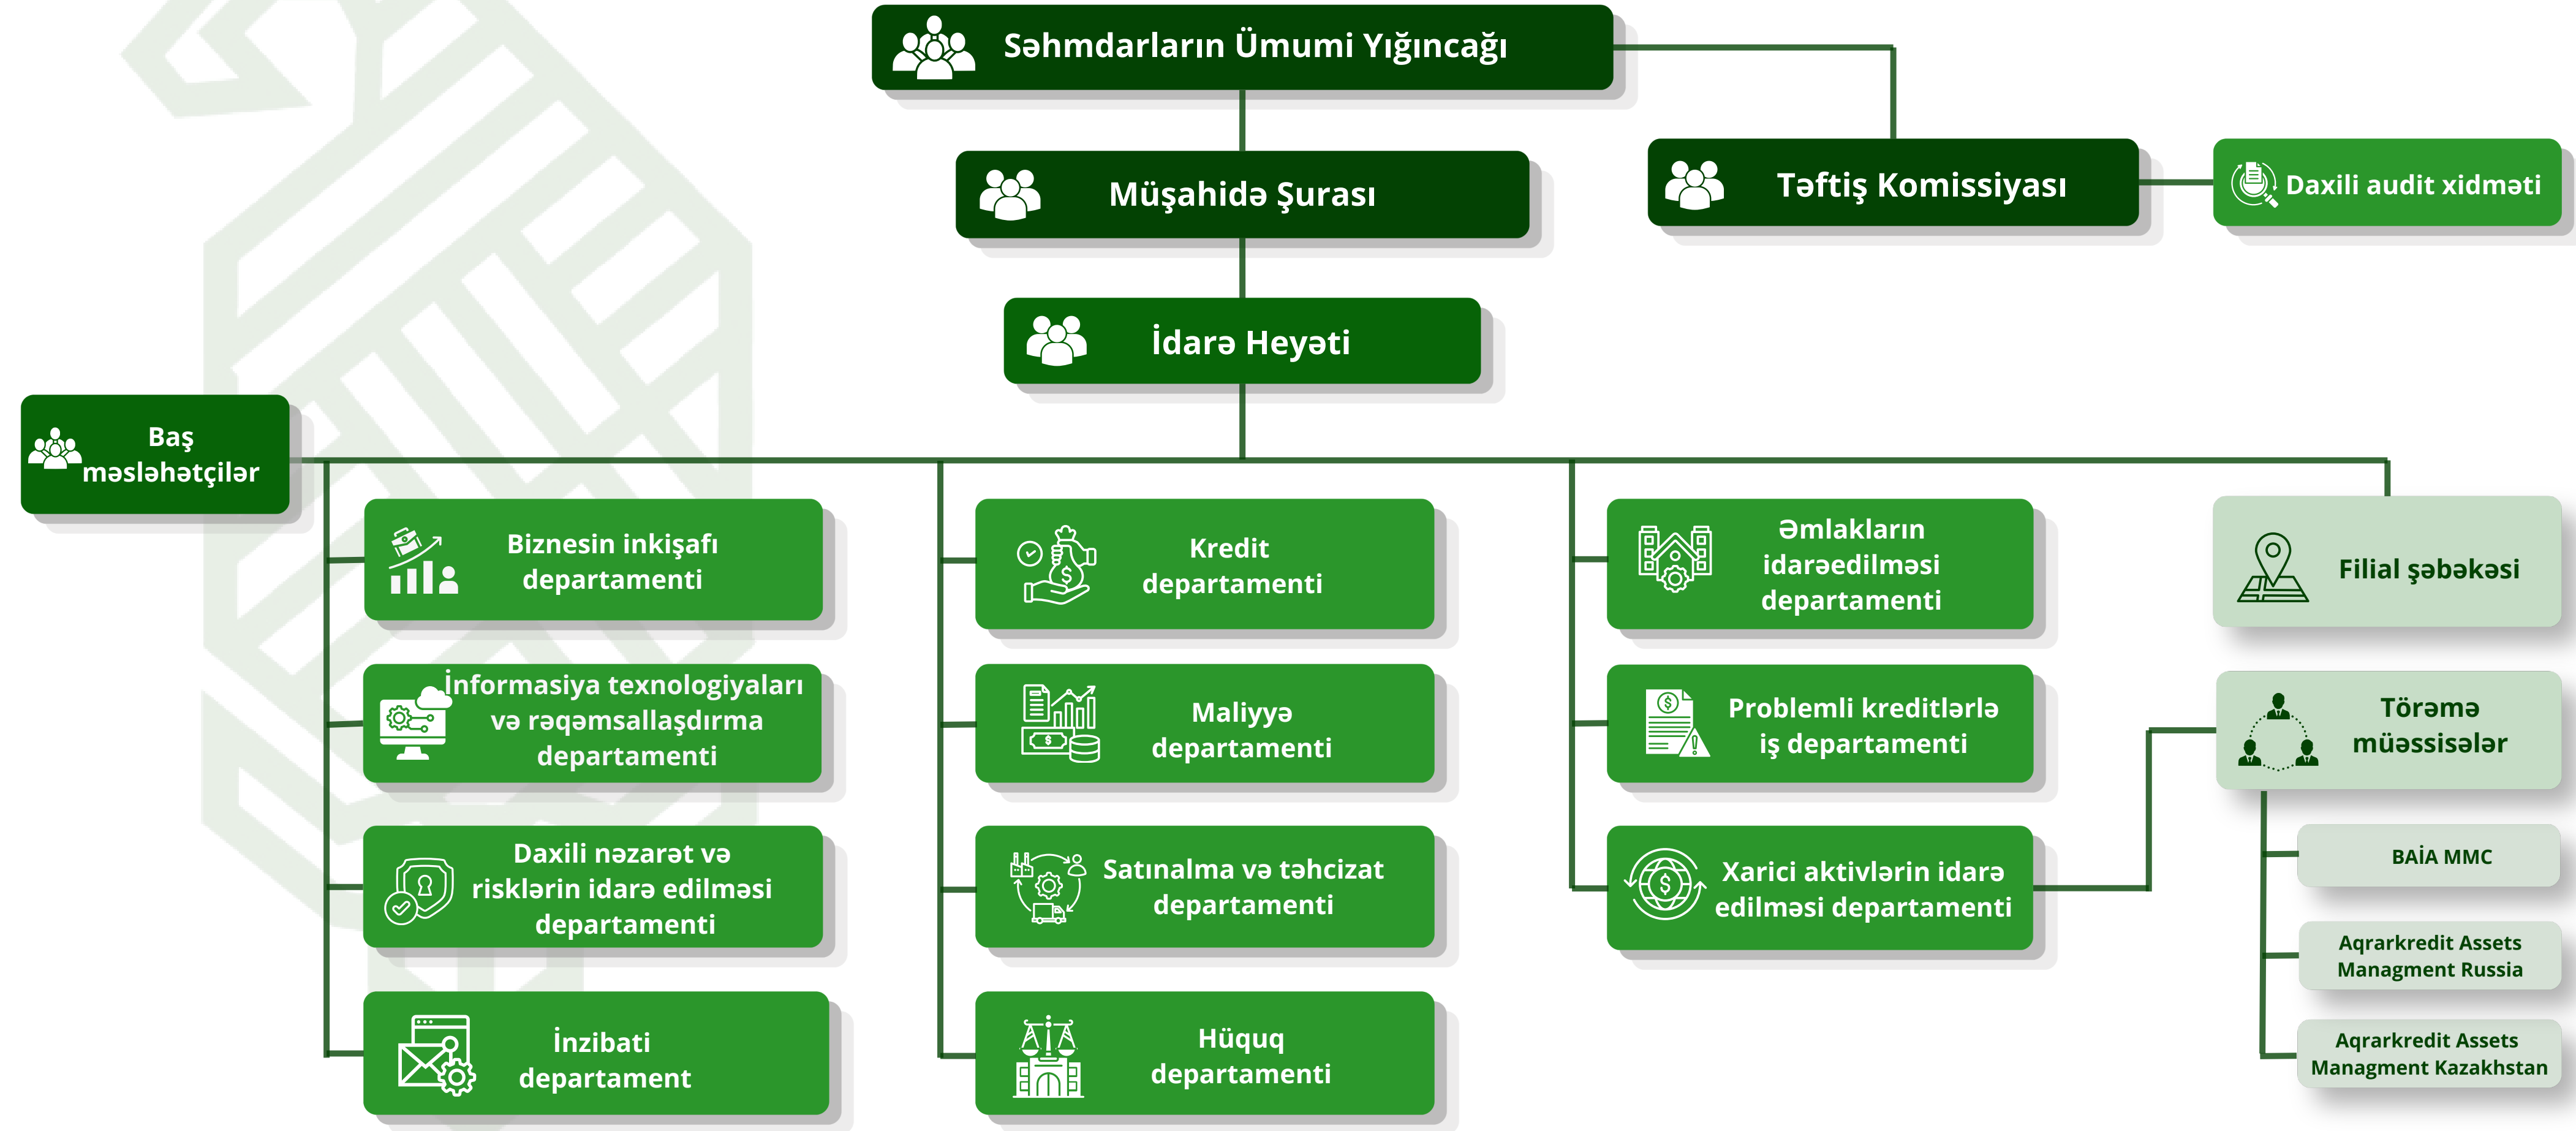 Səhmdarların Ümumi Yığıncağı
Müşahidə Şurası
Təftiş Komissiyası
Daxili audit xidməti
İdarə Heyəti
Baş
məsləhətçilər
Biznesin inkişafı
departamenti
İnformasiya texnologiyaları
və rəqəmsallaşdırma
departamenti
Daxili nəzarət və
risklərin idarə edilməsi
departamenti
İnzibati
departament
Kredit
departamenti
Maliyyə
departamenti
Satınalma və təhcizat
departamenti
Hüquq
departamenti
Əmlakların
idarəedilməsi
departamenti
Problemli kreditlərlə
iş departamenti
Xarici aktivlərin idarə
edilməsi departamenti
Filial şəbəkəsi
Törəmə
müəssisələr
BAİA MMC
Aqrarkredit Assets
Managment Russia
Aqrarkredit Assets
Managment Kazakhstan